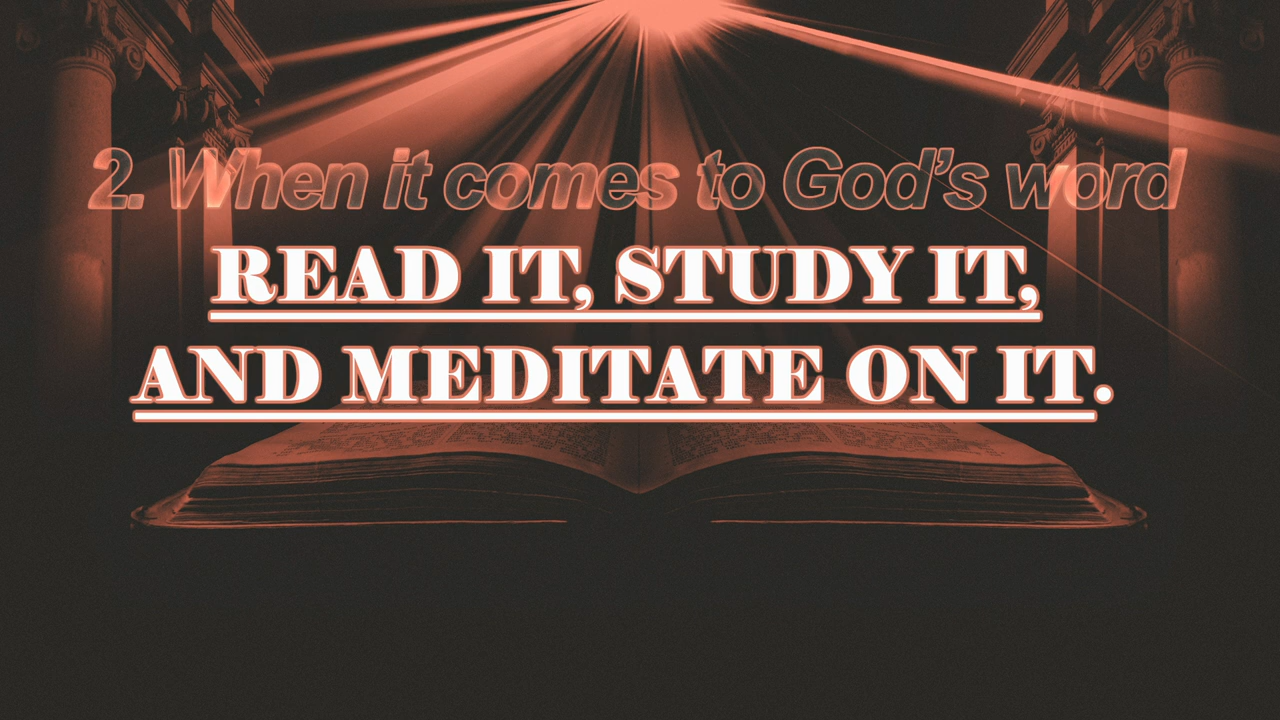 2. When it comes to God’s word
READ IT, STUDY IT,
AND MEDITATE ON IT.